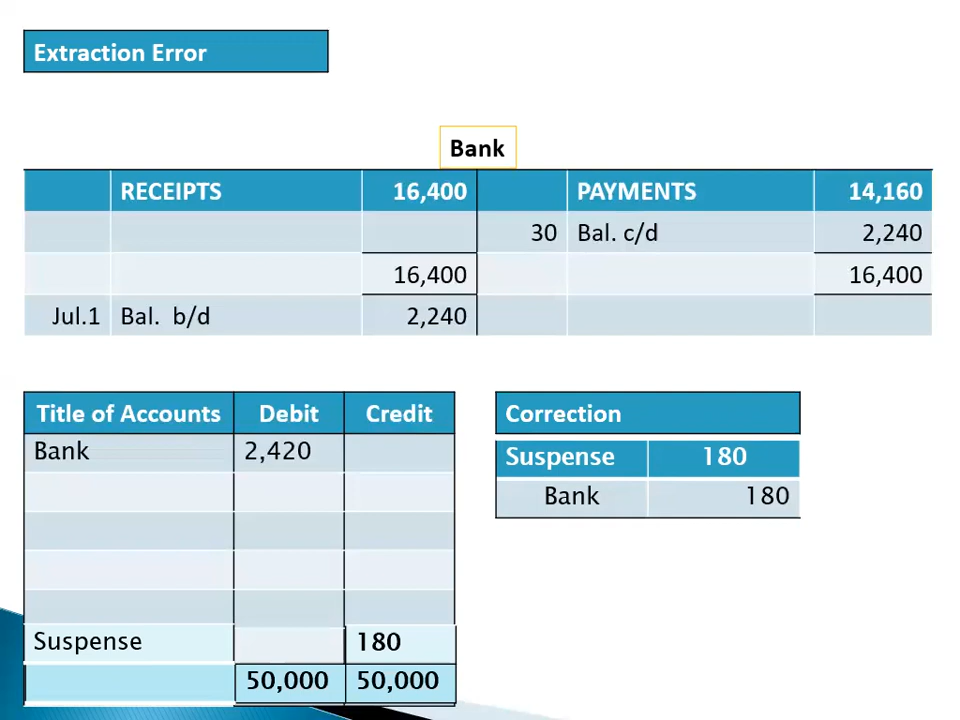 Extraction Error
Bank
RECEIPTS 16,400 PAYMENTS 14,160
30 Bal. c/d 2,240
16,400 16,400
Jul.1 Bal. b/d 2,240
Title of Accounts Debit Credit
Bank 2,420
Suspense 180
50,000 50,000
Correction
Suspense 180
Bank 180